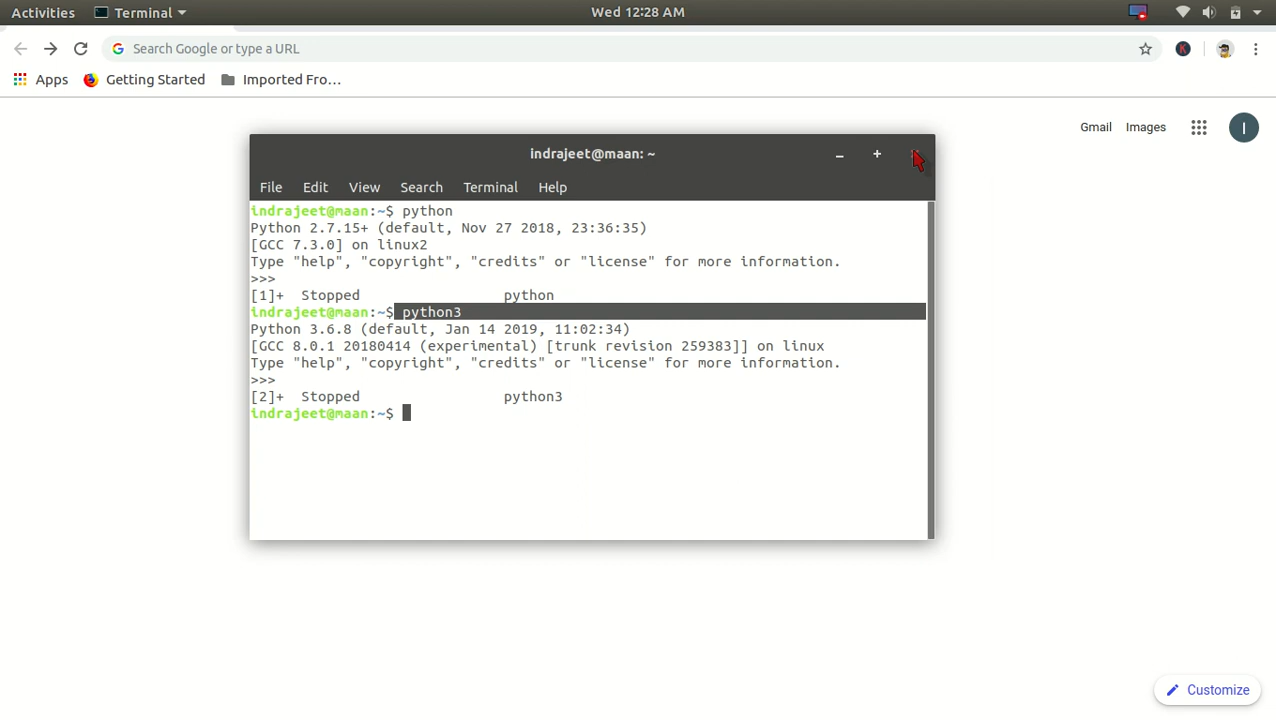 Activities Terminal Wed 12:28 AM
Search Google or type a URL
Apps Getting Started Imported Fro...
Gmail Images I
indrajeet@maan: ~
File Edit View Search Terminal Help
indrajeet@maan:~$ python
Python 2.7.15+ (default, Nov 27 2018, 23:36:35)
[GCC 7.3.0] on linux2
Type "help", "copyright", "credits" or "license" for more information.
>>>
[1]+  Stopped                 python
indrajeet@maan:~$ python3
Python 3.6.8 (default, Jan 14 2019, 11:02:34)
[GCC 8.0.1 20180414 (experimental) [trunk revision 259383]] on linux
Type "help", "copyright", "credits" or "license" for more information.
>>>
[2]+  Stopped                 python3
indrajeet@maan:~$
Customize